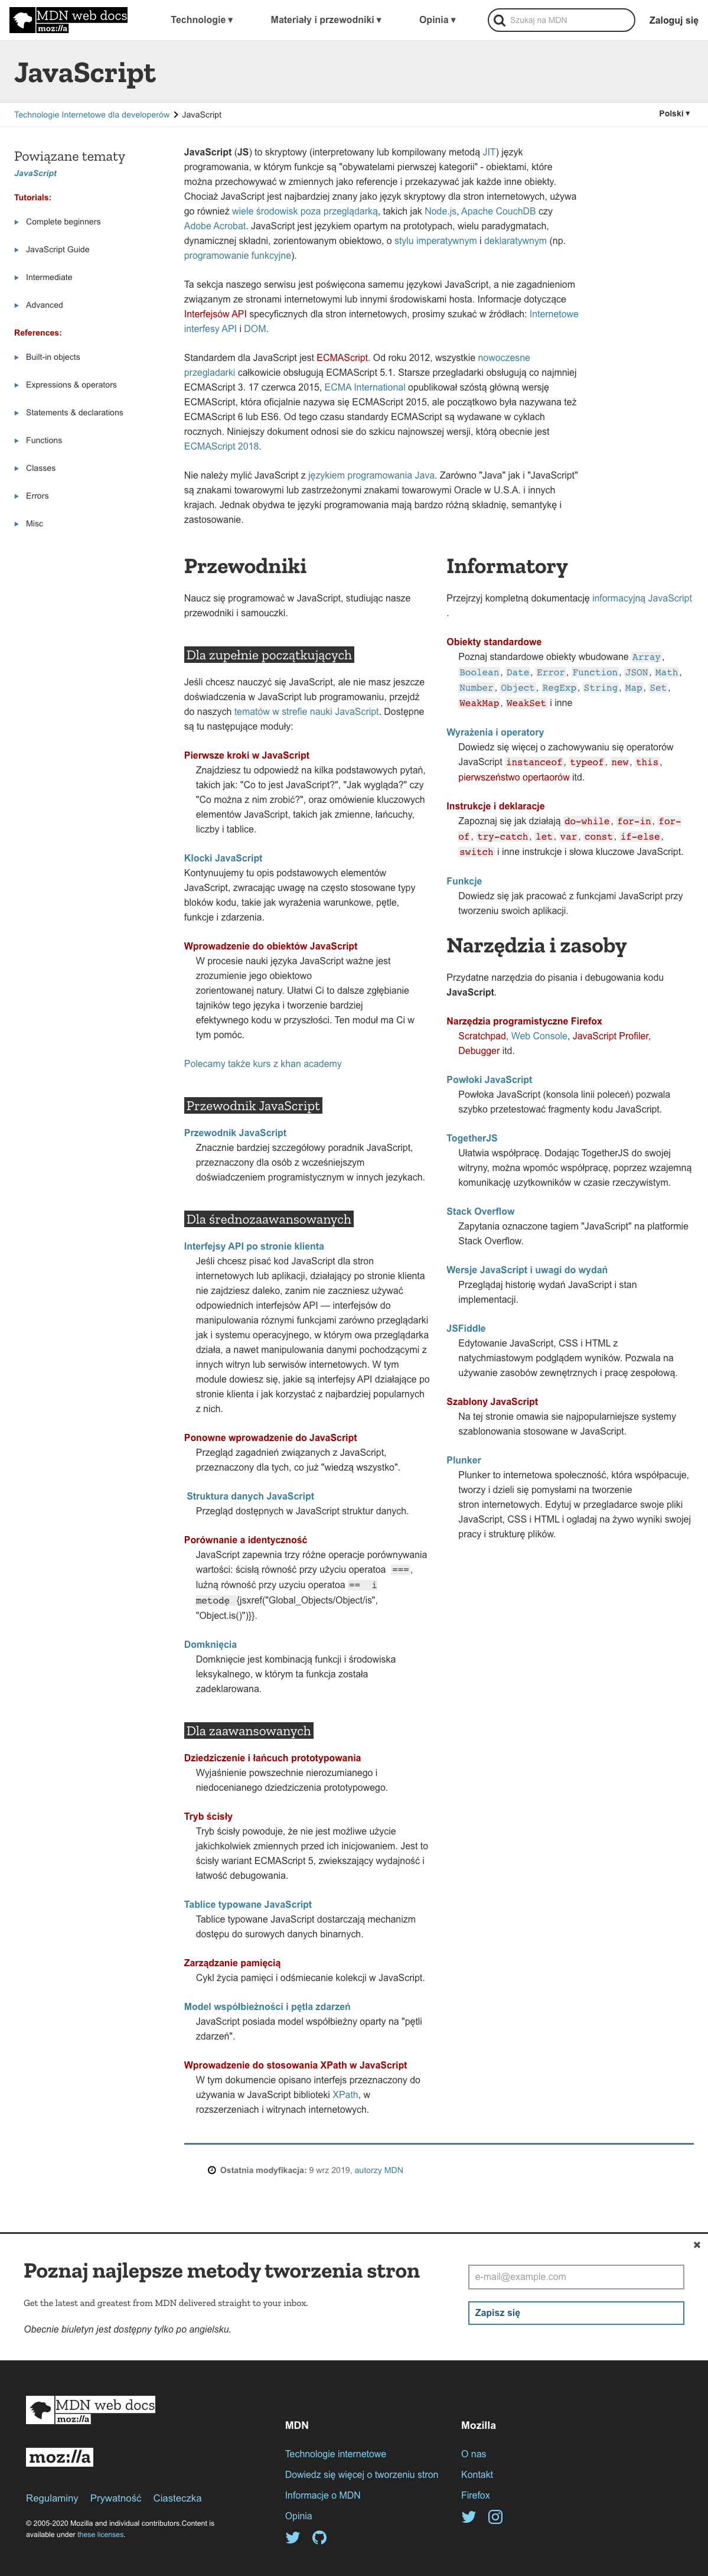 MDN web docs
moz://a
Technologie ▾
Materiały i przewodniki ▾
Opinia ▾
Szukaj na MDN
Zaloguj się
JavaScript
Technologie Internetowe dla developerów
JavaScript
Polski ▾
Powiązane tematy
JavaScript
Tutorials:
Complete beginners
JavaScript Guide
Intermediate
Advanced
References:
Built-in objects
Expressions & operators
Statements & declarations
Functions
Classes
Errors
Misc
JavaScript (JS) to skryptowy (interpretowany lub kompilowany metodą JIT) język
programowania, w którym funkcje są "obywatelami pierwszej kategorii" - obiektami, które
można przechowywać w zmiennych jako referencje i przekazywać jak każde inne obiekty.
Chociaż JavaScript jest najbardziej znany jako język skryptowy dla stron internetowych, używa
go również wiele środowisk poza przeglądarką, takich jak Node.js, Apache CouchDB czy
Adobe Acrobat. JavaScript jest językiem opartym na prototypach, wielu paradygmatach,
dynamicznej składni, zorientowanym obiektowo, o stylu imperatywnym i deklaratywnym (np.
programowanie funkcyjne).
Ta sekcja naszego serwisu jest poświęcona samemu językowi JavaScript, a nie zagadnieniom
związanym ze stronami internetowymi lub innymi środowiskami hosta. Informacje dotyczące
Interfejsów API specyficznych dla stron internetowych, prosimy szukać w źródłach: Internetowe
interfesy API i DOM.
Standardem dla JavaScript jest ECMAScript. Od roku 2012, wszystkie nowoczesne
przegladarki całkowicie obsługują ECMAScript 5.1. Starsze przegladarki obsługują co najmniej
ECMAScript 3. 17 czerwca 2015, ECMA International opublikował szóstą główną wersję
ECMAScript, która oficjalnie nazywa się ECMAScript 2015, ale początkowo była nazywana też
ECMAScript 6 lub ES6. Od tego czasu standardy ECMAScript są wydawane w cyklach
rocznych. Niniejszy dokument odnosi sie do szkicu najnowszej wersji, którą obecnie jest
ECMAScript 2018.
Nie należy mylić JavaScript z językiem programowania Java. Zarówno "Java" jak i "JavaScript"
są znakami towarowymi lub zastrzeżonymi znakami towarowymi Oracle w U.S.A. i innych
krajach. Jednak obydwa te języki programowania mają bardzo różną składnię, semantykę i
zastosowanie.
Przewodniki
Naucz się programować w JavaScript, studiując nasze
przewodniki i samouczki.
Dla zupełnie początkujących
Jeśli chcesz nauczyć się JavaScript, ale nie masz jeszcze
doświadczenia w JavaScript lub programowaniu, przejdź
do naszych tematów w strefie nauki JavaScript. Dostępne
są tu następujące moduły:
Pierwsze kroki w JavaScript
Znajdziesz tu odpowiedź na kilka podstawowych pytań,
takich jak: "Co to jest JavaScript?", "Jak wygląda?" czy
"Co można z nim zrobić?", oraz omówienie kluczowych
elementów JavaScript, takich jak zmienne, łańcuchy,
liczby i tablice.
Klocki JavaScript
Kontynuujemy tu opis podstawowych elementów
JavaScript, zwracając uwagę na często stosowane typy
bloków kodu, takie jak wyrażenia warunkowe, pętle,
funkcje i zdarzenia.
Wprowadzenie do obiektów JavaScript
W procesie nauki języka JavaScript ważne jest
zrozumienie jego obiektowo
zorientowanej natury. Ułatwi Ci to dalsze zgłębianie
tajników tego języka i tworzenie bardziej
efektywnego kodu w przyszłości. Ten moduł ma Ci w
tym pomóc.
Polecamy także kurs z khan academy
Przewodnik JavaScript
Przewodnik JavaScript
Znacznie bardziej szczegółowy poradnik JavaScript,
przeznaczony dla osób z wcześniejszym
doświadczeniem programistycznym w innych jezykach.
Dla średnozaawansowanych
Interfejsy API po stronie klienta
Jeśli chcesz pisać kod JavaScript dla stron
internetowych lub aplikacji, działający po stronie klienta
nie zajdziesz daleko, zanim nie zaczniesz używać
odpowiednich interfejsów API — interfejsów do
manipulowania róznymi funkcjami zarówno przeglądarki
jak i systemu operacyjnego, w którym owa przeglądarka
działa, a nawet manipulowania danymi pochodzącymi z
innych witryn lub serwisów internetowych. W tym
module dowiesz się, jakie są interfejsy API działające po
stronie klienta i jak korzystać z najbardziej popularnych
z nich.
Ponowne wprowadzenie do JavaScript
Przegląd zagadnień związanych z JavaScript,
przeznaczony dla tych, co już "wiedzą wszystko".
Struktura danych JavaScript
Przegląd dostępnych w JavaScript struktur danych.
Porównanie a identyczność
JavaScript zapewnia trzy różne operacje porównywania
wartości: ścisłą równość przy użyciu operatoa ===,
luźną równość przy uzyciu operatoa == i
metodę {jsxref("Global_Objects/Object/is",
"Object.is()")}}.
Domknięcia
Domknięcie jest kombinacją funkcji i środowiska
leksykalnego, w którym ta funkcja została
zadeklarowana.
Dla zaawansowanych
Dziedziczenie i łańcuch prototypowania
Wyjaśnienie powszechnie nierozumianego i
niedocenianego dziedziczenia prototypowego.
Tryb ścisły
Tryb ścisły powoduje, że nie jest możliwe użycie
jakichkolwiek zmiennych przed ich inicjowaniem. Jest to
ścisły wariant ECMAScript 5, zwiekszający wydajność i
łatwość debugowania.
Tablice typowane JavaScript
Tablice typowane JavaScript dostarczają mechanizm
dostępu do surowych danych binarnych.
Zarządzanie pamięcią
Cykl życia pamięci i odśmiecanie kolekcji w JavaScript.
Model współbieżności i pętla zdarzeń
JavaScript posiada model współbieżny oparty na "pętli
zdarzeń".
Wprowadzenie do stosowania XPath w JavaScript
W tym dokumencie opisano interfejs przeznaczony do
używania w JavaScript biblioteki XPath, w
rozszerzeniach i witrynach internetowych.
Informatory
Przejrzyj kompletną dokumentację informacyjną JavaScript
.
Obiekty standardowe
Poznaj standardowe obiekty wbudowane Array,
Boolean, Date, Error, Function, JSON, Math,
Number, Object, RegExp, String, Map, Set,
WeakMap, WeakSet i inne
Wyrażenia i operatory
Dowiedz się więcej o zachowywaniu się operatorów
JavaScript instanceof, typeof, new, this,
pierwszeństwo opertaorów itd.
Instrukcje i deklaracje
Zapoznaj się jak działają do-while, for-in, for-
of, try-catch, let, var, const, if-else,
switch i inne instrukcje i słowa kluczowe JavaScript.
Funkcje
Dowiedz się jak pracować z funkcjami JavaScript przy
tworzeniu swoich aplikacji.
Narzędzia i zasoby
Przydatne narzędzia do pisania i debugowania kodu
JavaScript.
Narzędzia programistyczne Firefox
Scratchpad, Web Console, JavaScript Profiler,
Debugger itd.
Powłoki JavaScript
Powłoka JavaScript (konsola linii poleceń) pozwala
szybko przetestować fragmenty kodu JavaScript.
TogetherJS
Ułatwia współpracę. Dodając TogetherJS do swojej
witryny, można wpomóc współpracę, poprzez wzajemną
komunikację uzytkowników w czasie rzeczywistym.
Stack Overflow
Zapytania oznaczone tagiem "JavaScript" na platformie
Stack Overflow.
Wersje JavaScript i uwagi do wydań
Przeglądaj historię wydań JavaScript i stan
implementacji.
JSFiddle
Edytowanie JavaScript, CSS i HTML z
natychmiastowym podglądem wyników. Pozwala na
używanie zasobów zewnętrznych i pracę zespołową.
Szablony JavaScript
Na tej stronie omawia sie najpopularniejsze systemy
szablonowania stosowane w JavaScript.
Plunker
Plunker to internetowa społeczność, która współpacuje,
tworzy i dzieli się pomysłami na tworzenie
stron internetowych. Edytuj w przegladarce swoje pliki
JavaScript, CSS i HTML i ogladaj na żywo wyniki swojej
pracy i strukturę plików.
Ostatnia modyfikacja: 9 wrz 2019, autorzy MDN
Poznaj najlepsze metody tworzenia stron
Get the latest and greatest from MDN delivered straight to your inbox.
Obecnie biuletyn jest dostępny tylko po angielsku.
e-mail@example.com
Zapisz się
MDN web docs
moz://a
moz://a
Regulaminy
Prywatność
Ciasteczka
© 2005-2020 Mozilla and individual contributors.Content is
available under these licenses.
MDN
Technologie internetowe
Dowiedz się więcej o tworzeniu stron
Informacje o MDN
Opinia
Mozilla
O nas
Kontakt
Firefox